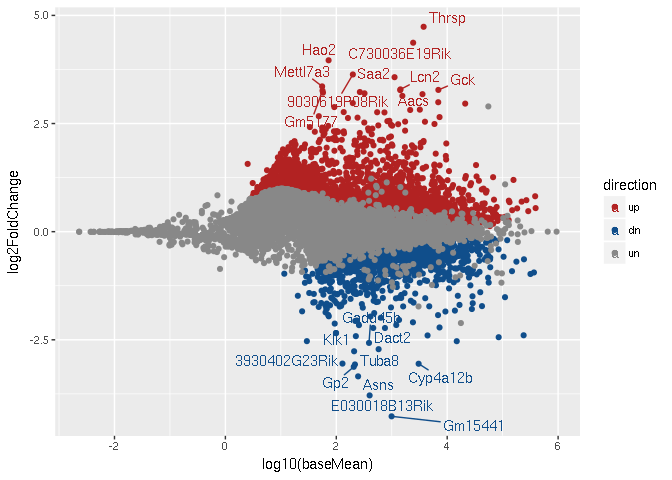 5.0
Thrsp
Hao2
C730036E19Rik
Mettl7a3
Saa2
Lcn2
Gck
9030619P08Rik
Aacs
2.5
Gm5177
log2FoldChange
direction
a up
a dn
a un
0.0
Gadd45b
-2.5
Klk1
Dact2
3930402G23Rik
Tuba8
Gp2
Asns
Cyp4a12b
E030018B13Rik
Gm15441
-2
0
2
4
6
log10(baseMean)